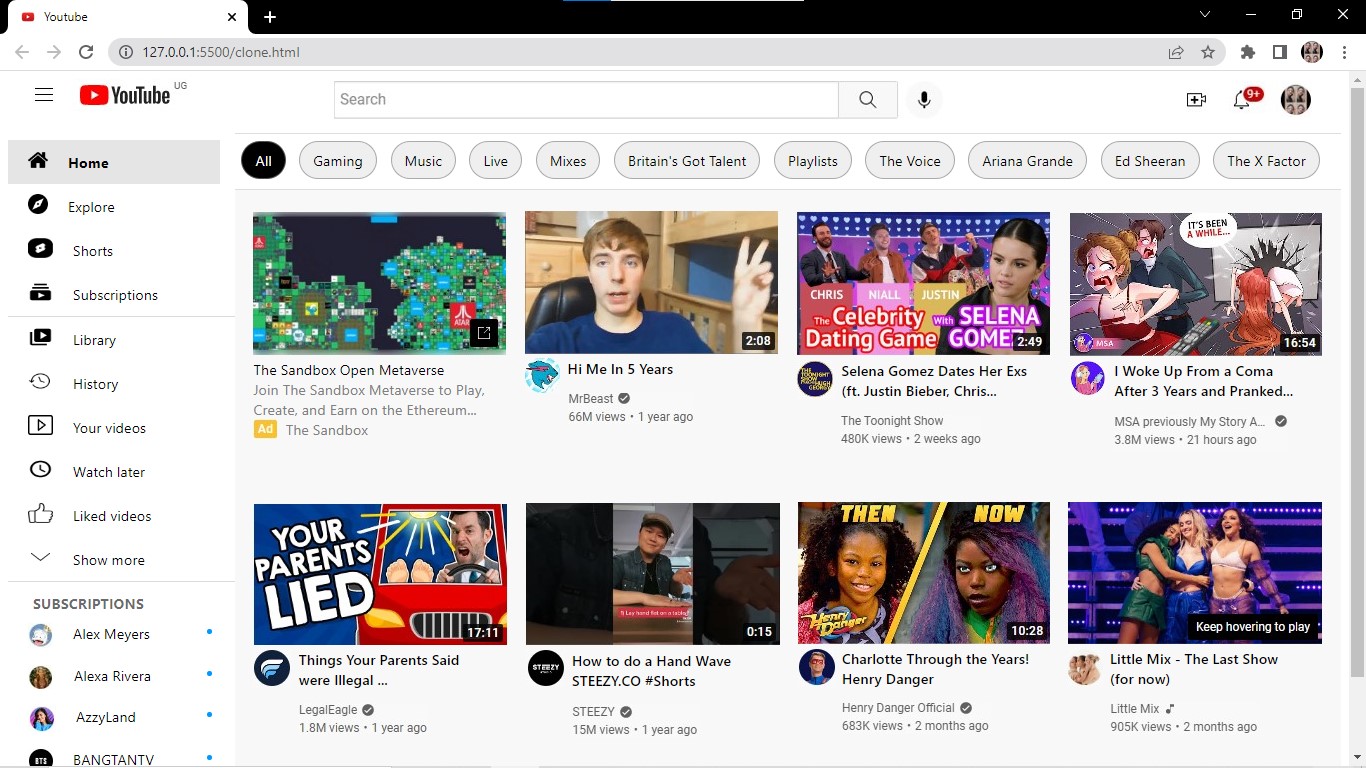 Youtube
127.0.0.1:5500/clone.html
YouTube UG
Search
9+
Home
Explore
Shorts
Subscriptions
Library
History
Your videos
Watch later
Liked videos
Show more
SUBSCRIPTIONS
Alex Meyers
Alexa Rivera
AzzyLand
BTS
BANGTANTV
All Gaming Music Live Mixes Britain's Got Talent Playlists The Voice Ariana Grande Ed Sheeran The X Factor
ATARI
The Sandbox Open Metaverse
Join The Sandbox Metaverse to Play,
Create, and Earn on the Ethereum...
Ad The Sandbox
2:08
Hi Me In 5 Years
MrBeast
66M views • 1 year ago
CHRIS NIALL JUSTIN
The Celebrity Dating Game With SELENA GOMEZ
2:49
Selena Gomez Dates Her Exs
(ft. Justin Bieber, Chris...
The Toonight Show
480K views • 2 weeks ago
IT'S BEEN
A WHILE...
MSA
16:54
I Woke Up From a Coma
After 3 Years and Pranked...
MSA previously My Story A...
3.8M views • 21 hours ago
YOUR
PARENTS
LIED
17:11
Things Your Parents Said
were Illegal ...
LegalEagle
1.8M views • 1 year ago
1) Lay hand flat on a table
0:15
STEEZY
How to do a Hand Wave
STEEZY.CO #Shorts
STEEZY
15M views • 1 year ago
THEN NOW
Henry Danger
10:28
Charlotte Through the Years!
Henry Danger
Henry Danger Official
683K views • 2 months ago
Keep hovering to play
Little Mix - The Last Show
(for now)
Little Mix
905K views • 2 months ago